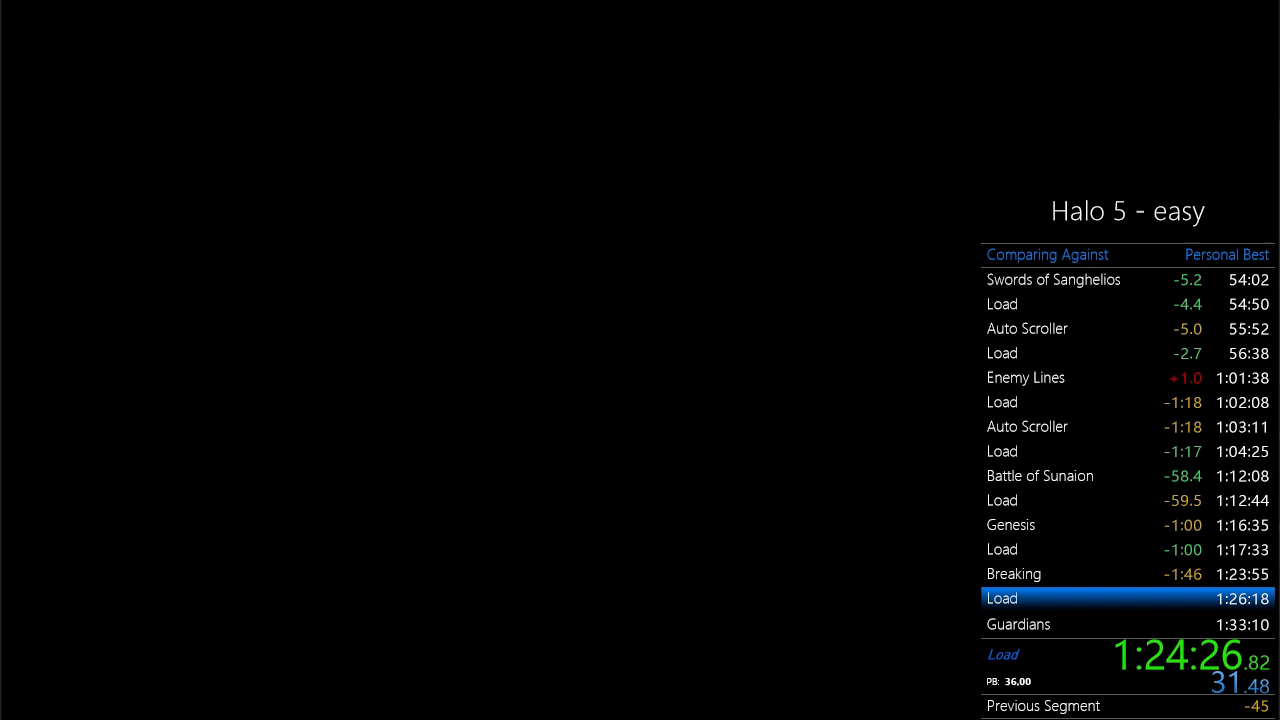 Halo 5 - easy
Comparing Against Personal Best
Swords of Sanghelios -5.2 54:02
Load -4.4 54:50
Auto Scroller -5.0 55:52
Load -2.7 56:38
Enemy Lines +1.0 1:01:38
Load -1:18 1:02:08
Auto Scroller -1:18 1:03:11
Load -1:17 1:04:25
Battle of Sunaion -58.4 1:12:08
Load -59.5 1:12:44
Genesis -1:00 1:16:35
Load -1:00 1:17:33
Breaking -1:46 1:23:55
Load 1:26:18
Guardians 1:33:10
Load 1:24:26.82
PB: 36,00 31.48
Previous Segment -45